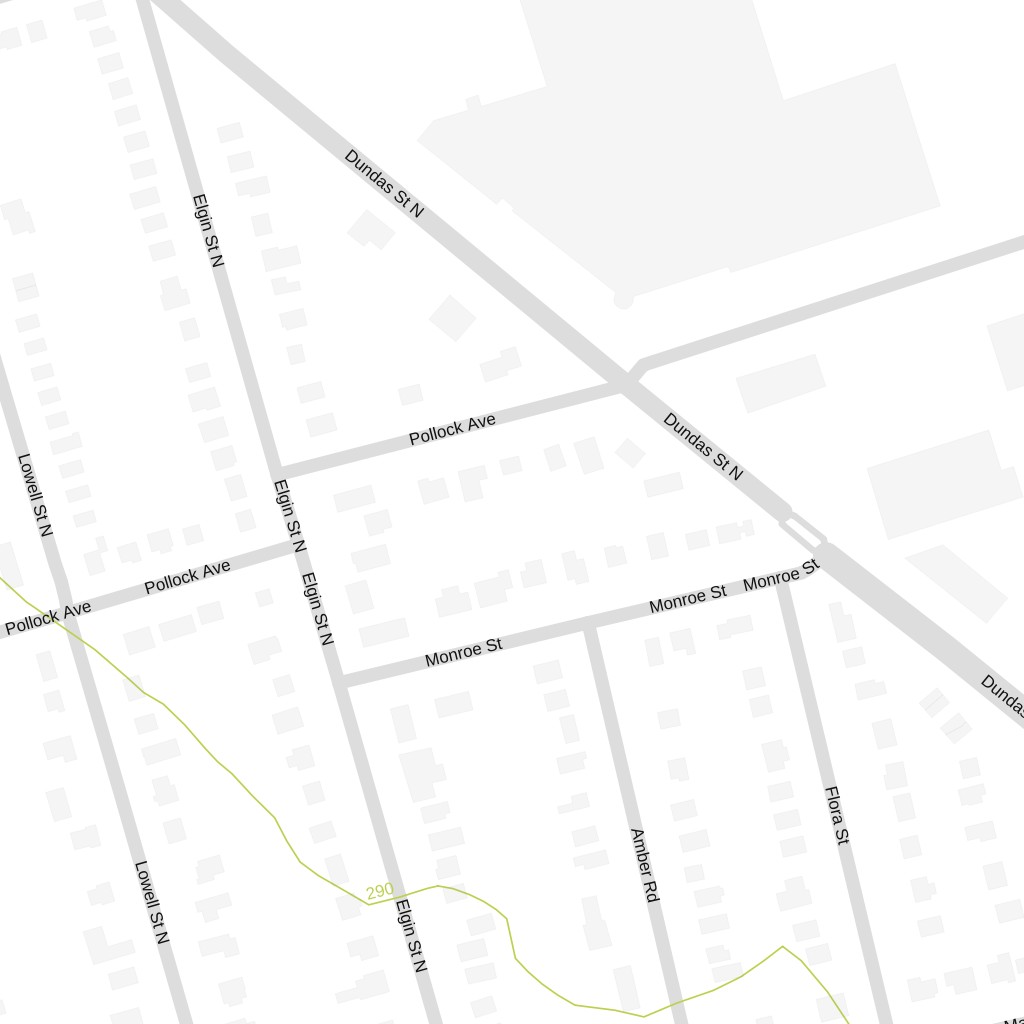 Dundas St N
Elgin St N
Pollock Ave
Dundas St N
Lowell St N
Elgin St N
Pollock Ave
Monroe St
Pollock Ave
Elgin St N
Monroe St
Monroe St
Dundas
Flora St
Amber Rd
290
Lowell St N
Elgin St N